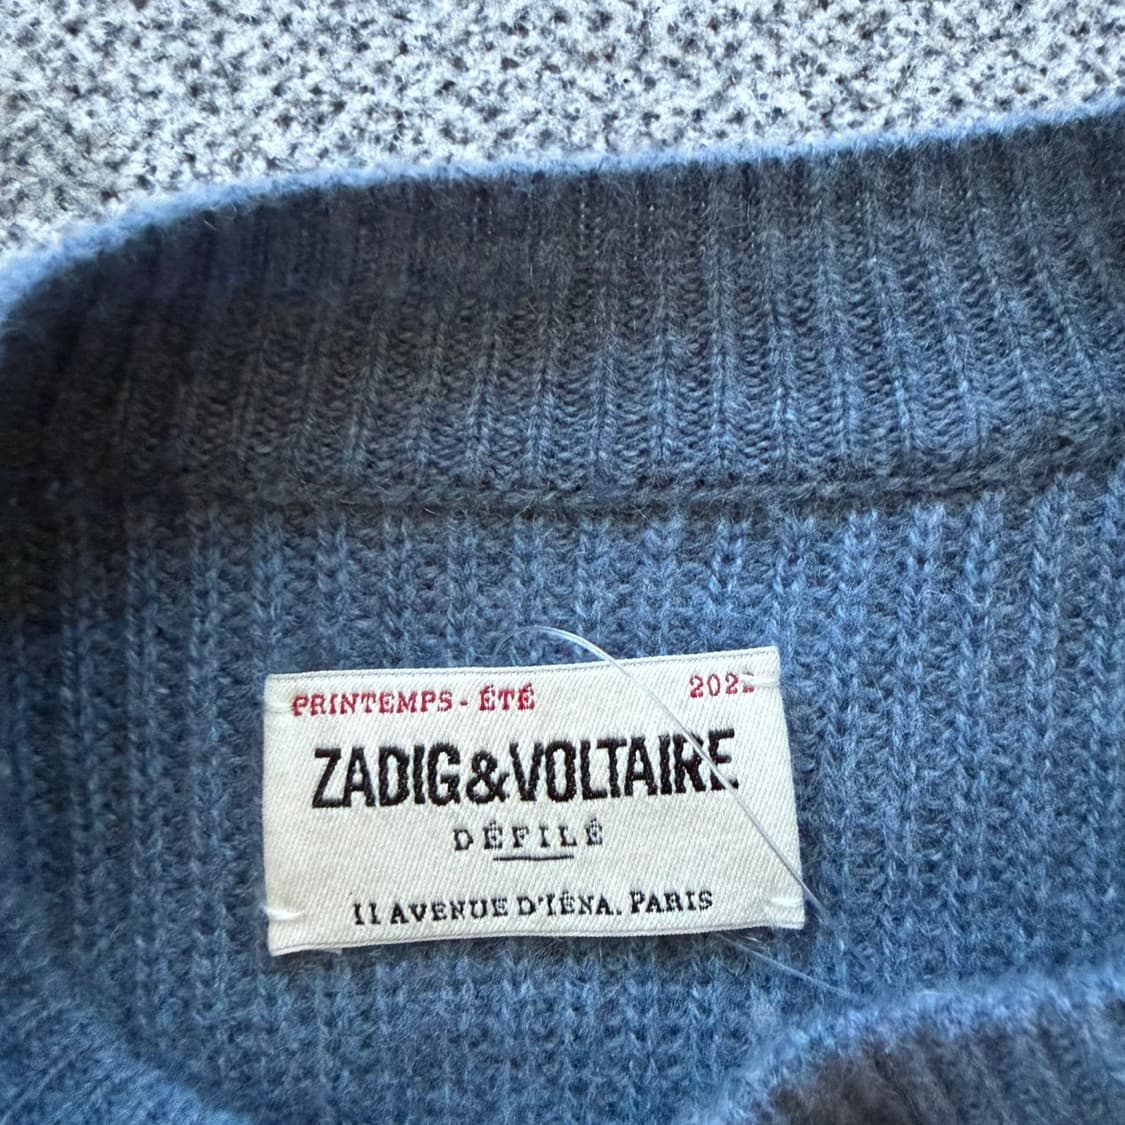 PRINTEMPS - ÉTÉ
ZADIG&VOLTAIRE
DÉFILÉ
11 AVENUE D'IÉNA. PARIS